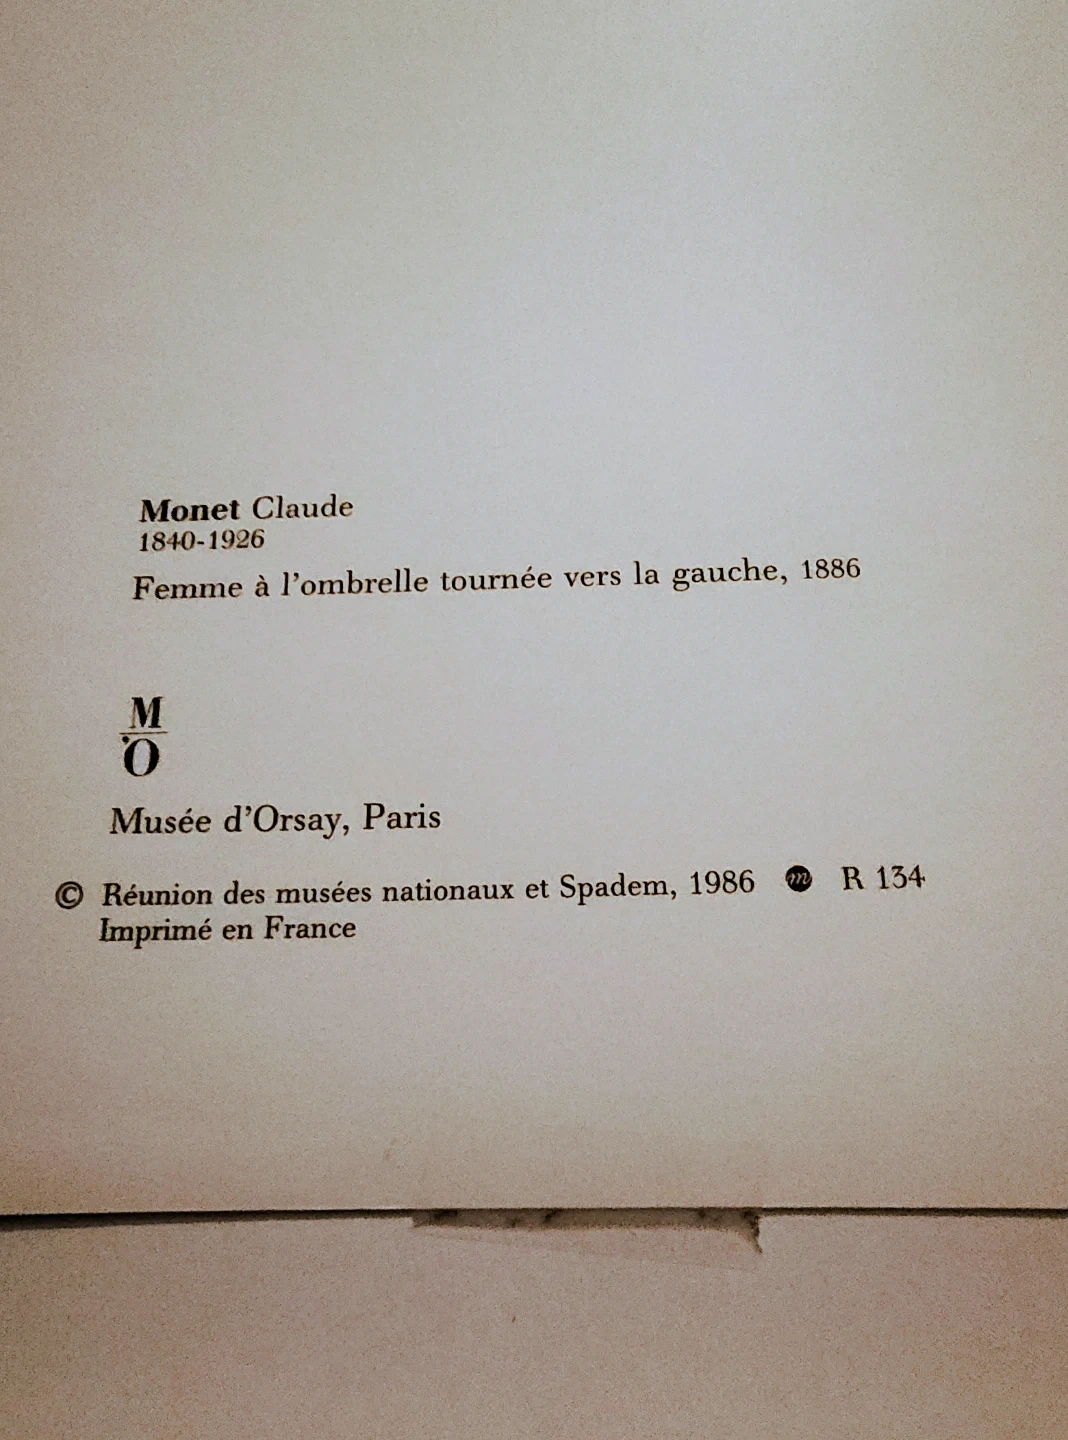 Monet Claude
1840-1926
Femme à l'ombrelle tournée vers la gauche, 1886
M
'O
Musée d'Orsay, Paris
© Réunion des musées nationaux et Spadem, 1986 m R 134
Imprimé en France